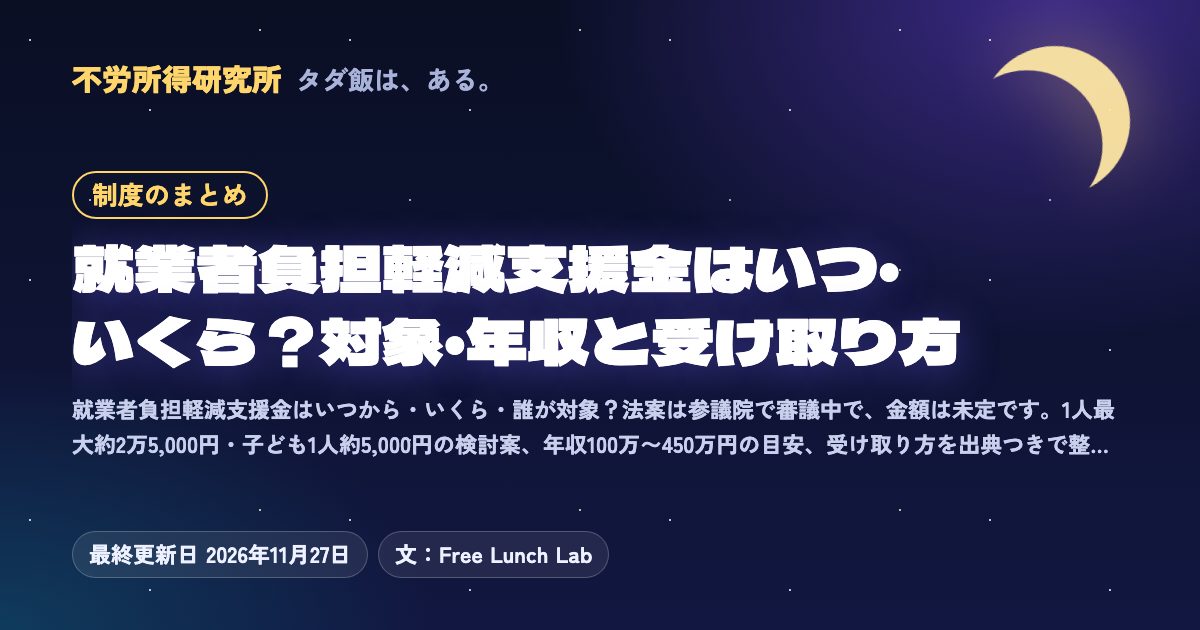 不労所得研究所 タダ飯は、ある。
制度のまとめ
就業者負担軽減支援金はいつ・
いくら？対象・年収と受け取り方
就業者負担軽減支援金はいつから・いくら・誰が対象？法案は参議院で審議中で、金額は未定です。1人最
大約2万5,000円・子ども1人約5,000円の検討案、年収100万〜450万円の目安、受け取り方を出典つきで整…
最終更新日 2026年11月27日
文：Free Lunch Lab